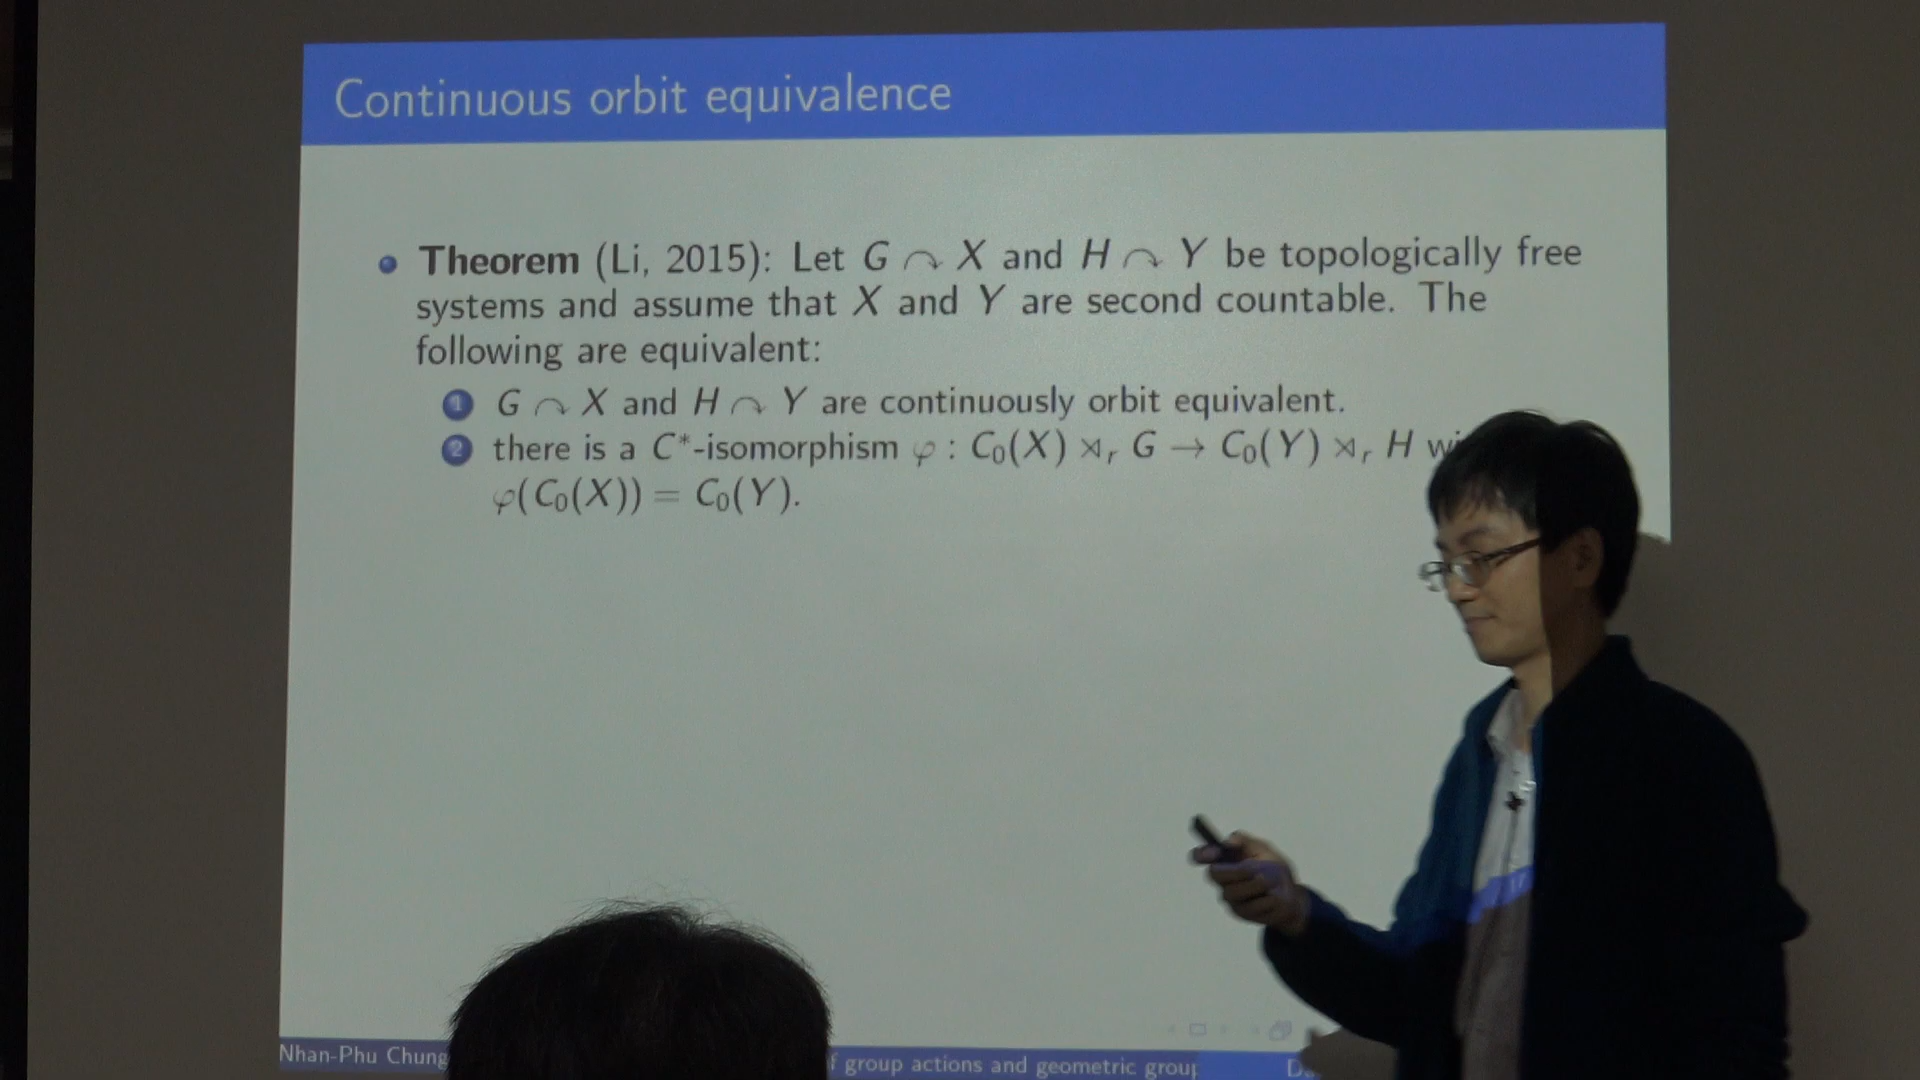 Continuous orbit equivalence
Theorem (Li, 2015): Let G ↷ X and H ↷ Y be topologically free
systems and assume that X and Y are second countable. The
following are equivalent:
1 G ↷ X and H ↷ Y are continuously orbit equivalent.
2 there is a C*-isomorphism φ : C₀(X) ⋊ᵣ G → C₀(Y) ⋊ᵣ H
φ(C₀(X)) = C₀(Y).
Nhan-Phu Chung group actions and geometric